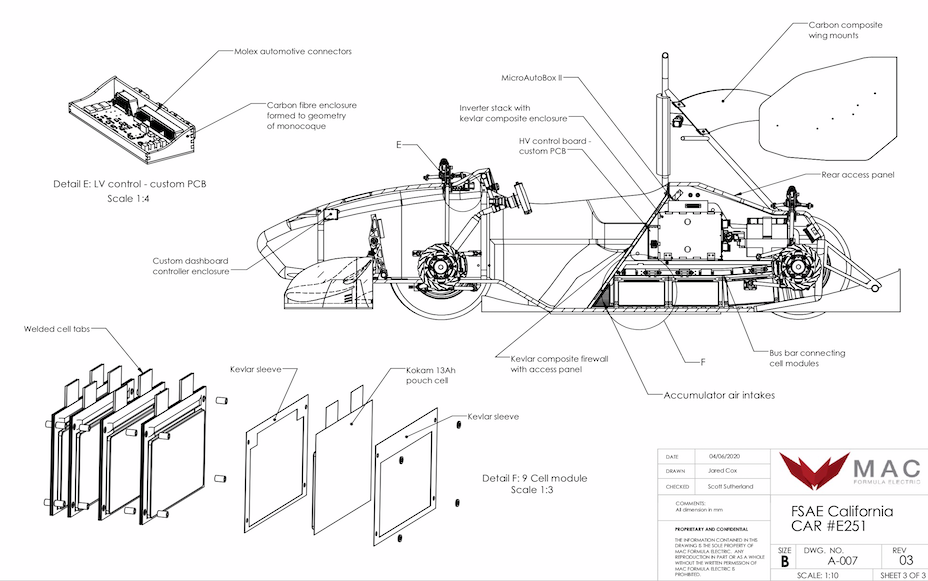 Carbon composite
wing mounts
Molex automotive connectors
MicroAutoBox II
Carbon fibre enclosure
formed to geometry
of monocoque
Inverter stack with
kevlar composite enclosure
HV control board -
custom PCB
E
Rear access panel
Detail E: LV control - custom PCB
Scale 1:4
Custom dashboard
controller enclosure
Welded cell tabs
Kevlar sleeve
Kokam 13Ah
pouch cell
Kevlar composite firewall
with access panel
F
Bus bar connecting
cell modules
Accumulator air intakes
Kevlar sleeve
Detail F: 9 Cell module
Scale 1:3
DATE 04/06/2020
DRAWN Jared Cox
CHECKED Scott Sutherland
COMMENTS:
All dimension in mm
PROPRIETARY AND CONFIDENTIAL
THE INFORMATION CONTAINED IN THIS
DRAWING IS THE SOLE PROPERTY OF
MAC FORMULA ELECTRIC. ANY
REPRODUCTION IN PART OR AS A WHOLE
WITHOUT THE WRITTEN PERMISSION OF
MAC FORMULA ELECTRIC IS
PROHIBITED.
MAC
FORMULA ELECTRIC
FSAE California
CAR #E251
SIZE DWG. NO. REV
B A-007 03
SCALE: 1:10 SHEET 3 OF 3